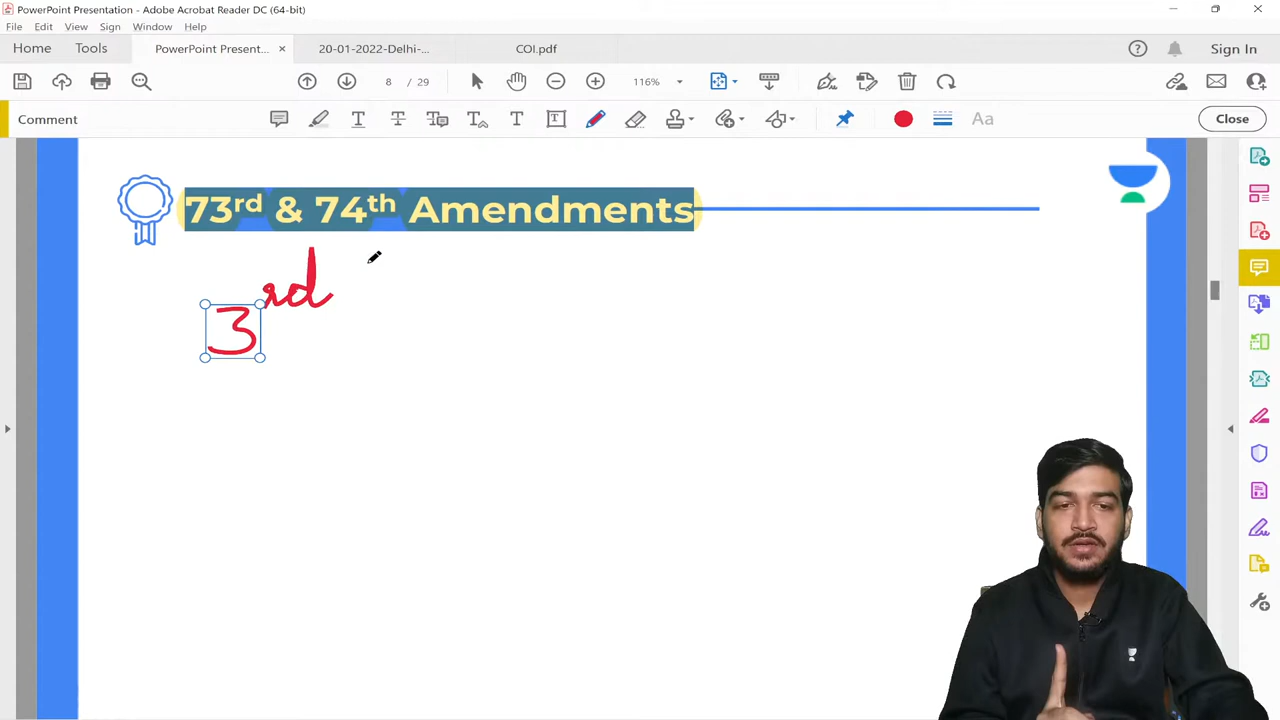 PowerPoint Presentation - Adobe Acrobat Reader DC (64-bit)
File Edit View Sign Window Help
Home Tools PowerPoint Present... × 20-01-2022-Delhi-... COI.pdf Sign In
8 / 29 116%
Comment Aa Close
73rd & 74th Amendments
3rd